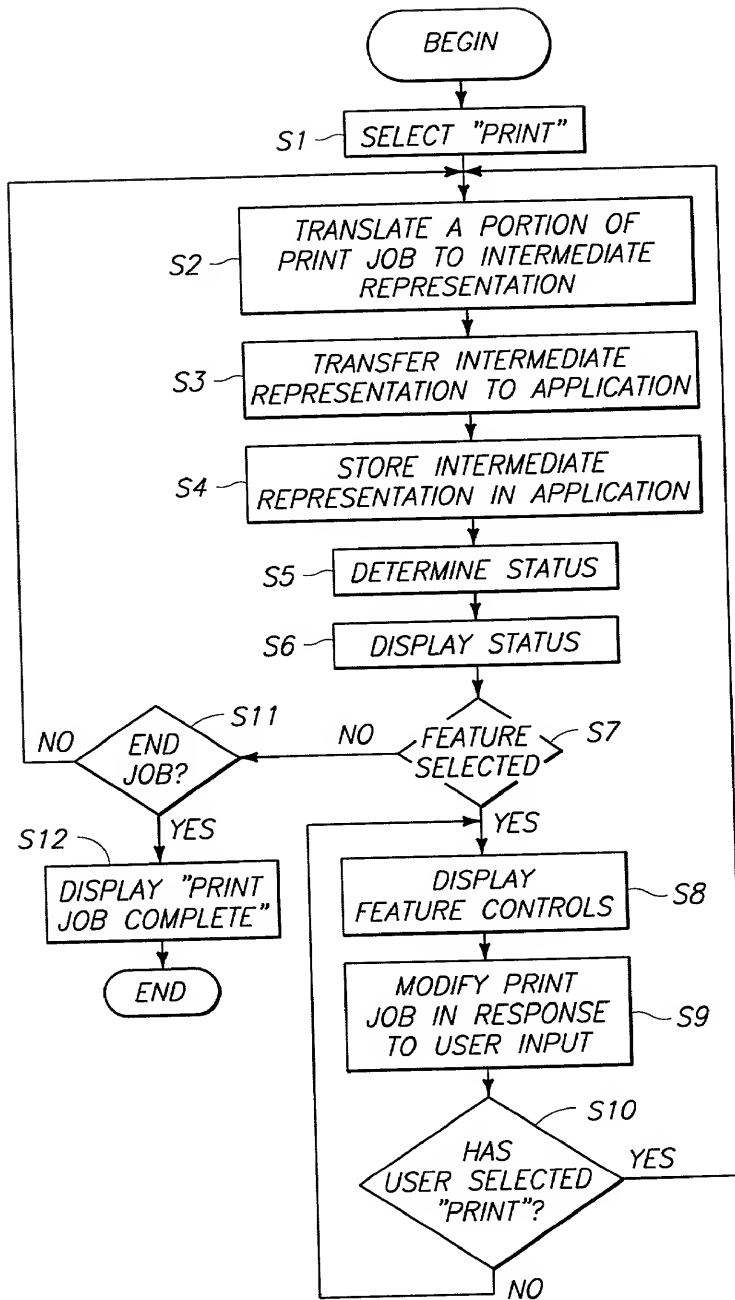 BEGIN
S1
SELECT "PRINT"
S2
TRANSLATE A PORTION OF
PRINT JOB TO INTERMEDIATE
REPRESENTATION
S3
TRANSFER INTERMEDIATE
REPRESENTATION TO APPLICATION
S4
STORE INTERMEDIATE
REPRESENTATION IN APPLICATION
S5
DETERMINE STATUS
S6
DISPLAY STATUS
S7
FEATURE
SELECTED
NO
S11
END
JOB?
NO
YES
S12
DISPLAY "PRINT
JOB COMPLETE"
END
YES
DISPLAY
FEATURE CONTROLS
S8
MODIFY PRINT
JOB IN RESPONSE
TO USER INPUT
S9
S10
HAS
USER SELECTED
"PRINT"?
YES
NO